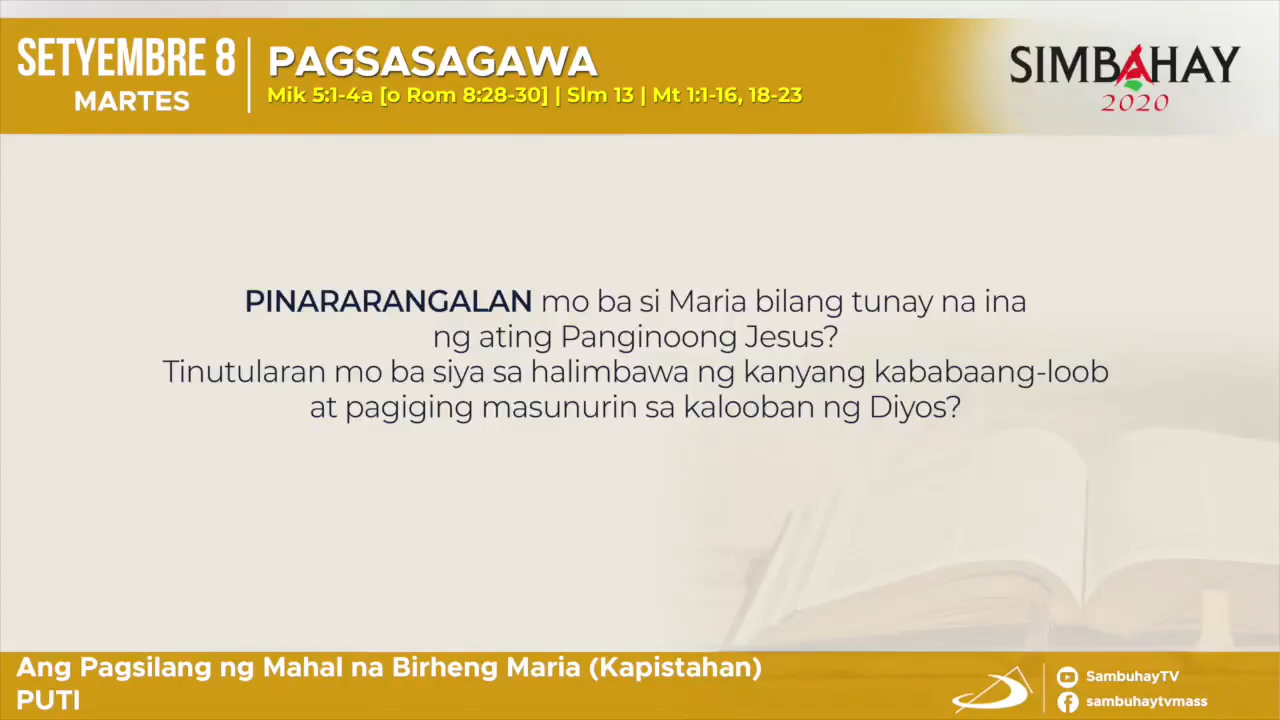 SETYEMBRE 8
MARTES
PAGSASAGAWA
Mik 5:1-4a [o Rom 8:28-30] | Slm 13 | Mt 1:1-16, 18-23
SIMBAHAY
2020
PINARARANGALAN mo ba si Maria bilang tunay na ina
ng ating Panginoong Jesus?
Tinutularan mo ba siya sa halimbawa ng kanyang kababaang-loob
at pagiging masunurin sa kalooban ng Diyos?
Ang Pagsilang ng Mahal na Birheng Maria (Kapistahan)
PUTI
SambuhayTV
sambuhaytvmass